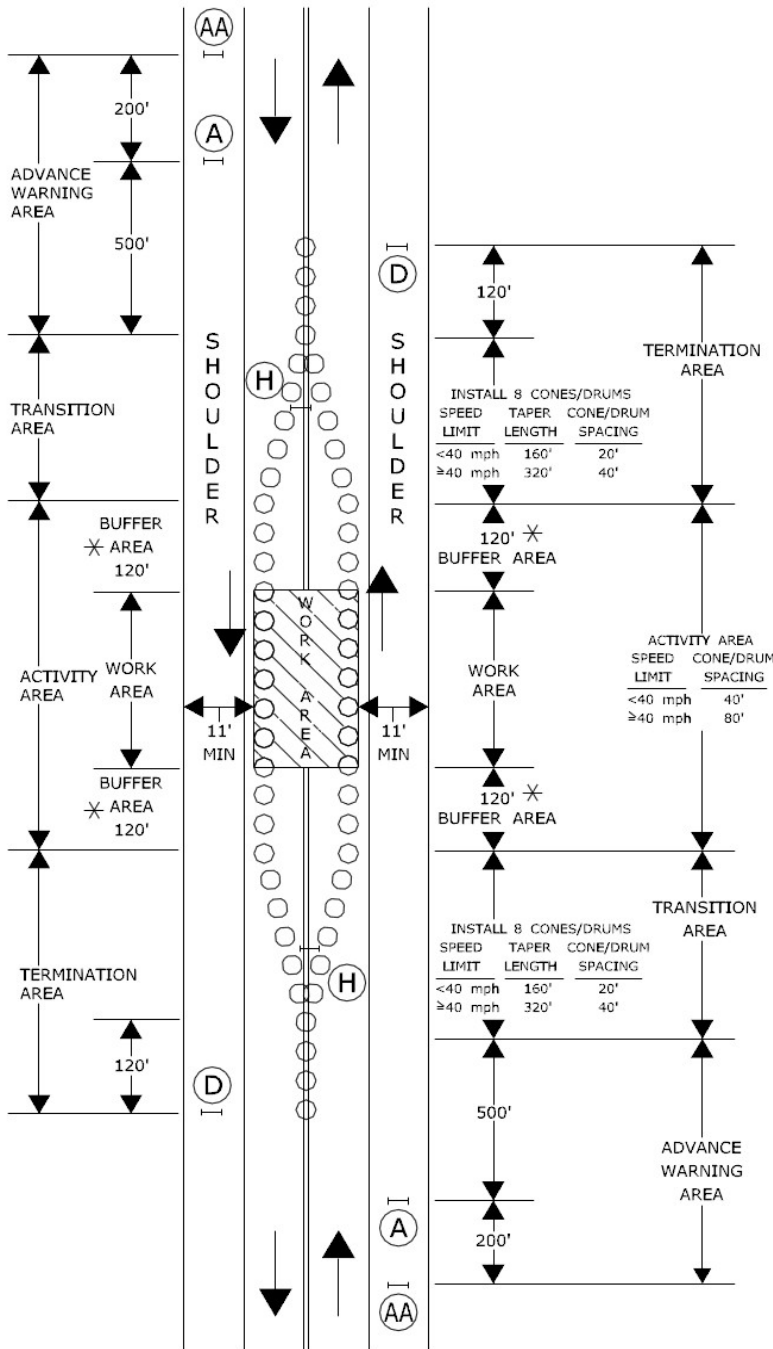 AA
200'
A
ADVANCE
WARNING
AREA
500'
D
120'
SHOULDER
SHOULDER
H
TRANSITION
AREA
TERMINATION
AREA
INSTALL 8 CONES/DRUMS
SPEED TAPER CONE/DRUM
LIMIT LENGTH SPACING
<40 mph 160' 20'
≥40 mph 320' 40'
BUFFER
* AREA
120'
120' *
BUFFER AREA
WORK AREA
ACTIVITY
AREA
WORK
AREA
WORK
AREA
ACTIVITY AREA
SPEED CONE/DRUM
LIMIT SPACING
<40 mph 40'
≥40 mph 80'
11'
MIN
11'
MIN
BUFFER
* AREA
120'
120' *
BUFFER AREA
TRANSITION
AREA
INSTALL 8 CONES/DRUMS
SPEED TAPER CONE/DRUM
LIMIT LENGTH SPACING
<40 mph 160' 20'
≥40 mph 320' 40'
TERMINATION
AREA
H
120'
D
500'
ADVANCE
WARNING
AREA
A
200'
AA